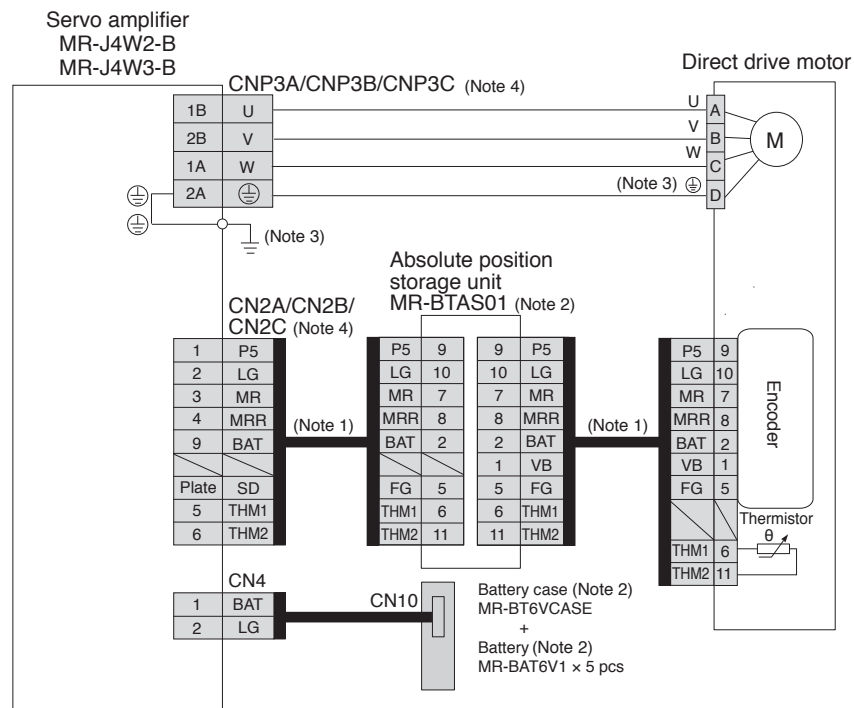 Servo amplifier
MR-J4W2-B
MR-J4W3-B
Direct drive motor
CNP3A/CNP3B/CNP3C (Note 4)
1B U
2B V
1A W
2A
(Note 3)
U A
V B
W C
(Note 3) D
M
Absolute position
storage unit
MR-BTAS01 (Note 2)
CN2A/CN2B/
CN2C (Note 4)
1 P5
2 LG
3 MR
4 MRR
9 BAT
Plate SD
5 THM1
6 THM2
(Note 1)
P5 9
LG 10
MR 7
MRR 8
BAT 2
FG 5
THM1 6
THM2 11
9 P5
10 LG
7 MR
8 MRR
2 BAT
1 VB
5 FG
6 THM1
11 THM2
(Note 1)
P5 9
LG 10
MR 7
MRR 8
BAT 2
VB 1
FG 5
THM1 6
THM2 11
Encoder
Thermistor
θ
CN4
1 BAT
2 LG
CN10
Battery case (Note 2)
MR-BT6VCASE
+
Battery (Note 2)
MR-BAT6V1 × 5 pcs